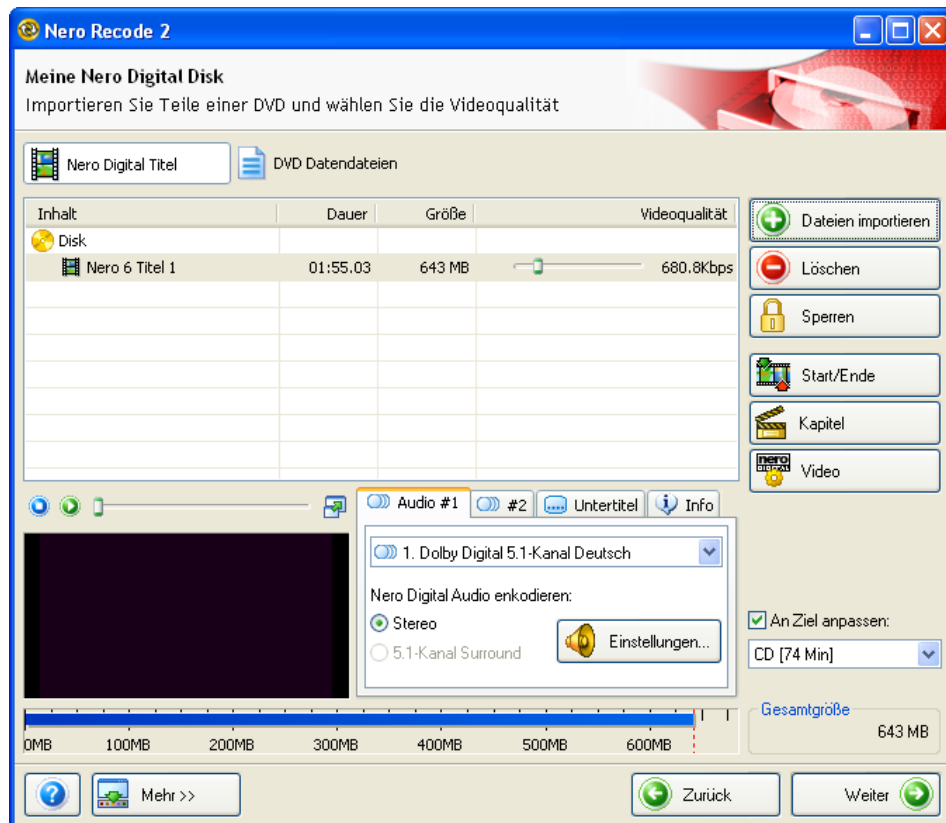 Nero Recode 2
Meine Nero Digital Disk
Importieren Sie Teile einer DVD und wählen Sie die Videoqualität
Nero Digital Titel
DVD Datendateien
Inhalt Dauer Größe Videoqualität
Disk
Nero 6 Titel 1 01:55.03 643 MB 680.8Kbps
Dateien importieren
Löschen
Sperren
Start/Ende
Kapitel
nero DIGITAL Video
Audio #1 #2 Untertitel Info
1. Dolby Digital 5.1-Kanal Deutsch
Nero Digital Audio enkodieren:
Stereo
5.1-Kanal Surround
Einstellungen...
An Ziel anpassen:
CD [74 Min]
Gesamtgröße
643 MB
0MB 100MB 200MB 300MB 400MB 500MB 600MB
Mehr >>
Zurück
Weiter